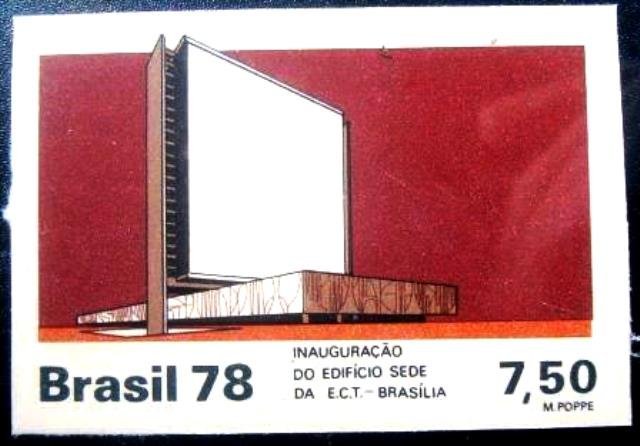 Brasil 78
INAUGURAÇÃO
DO EDIFÍCIO SEDE
DA E.C.T.- BRASÍLIA
7,50
M. POPPE